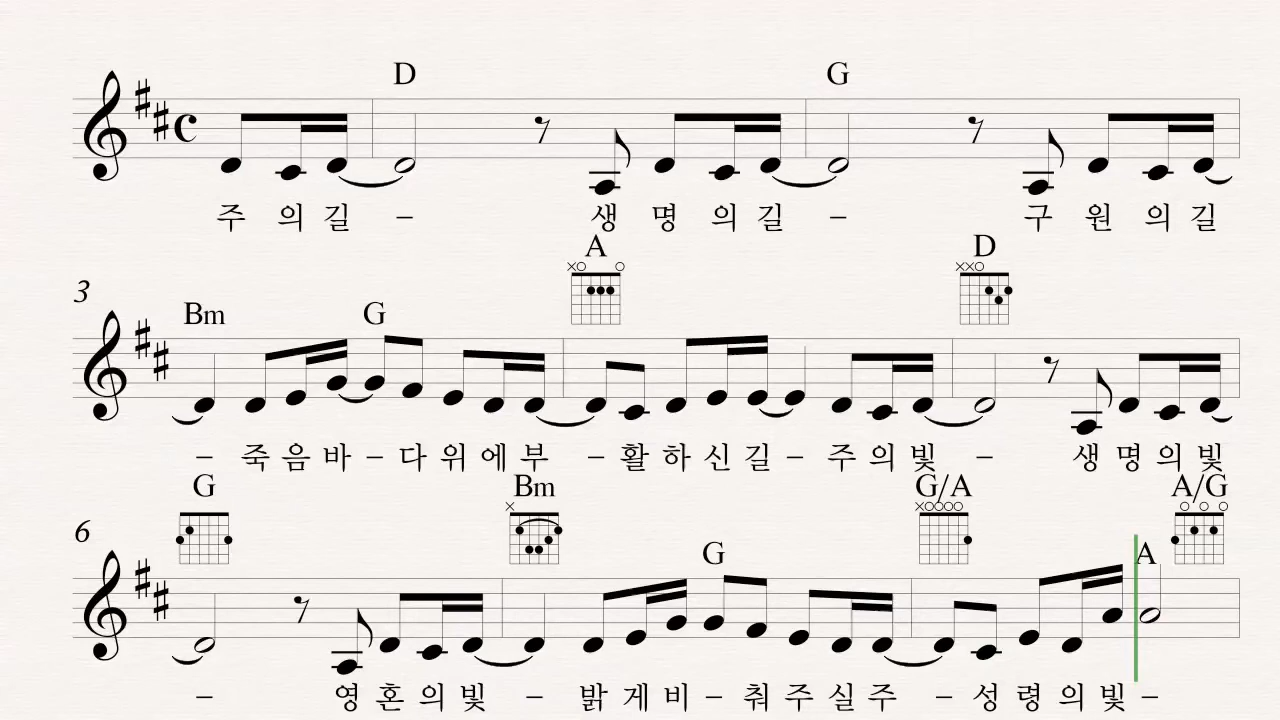 D G
주 의 길 – 생 명 의 길 – 구 원 의 길
A D
3
Bm G
– 죽 음 바 – 다 위 에 부 – 활 하 신 길 – 주 의 빛 – 생 명 의 빛
G Bm G/A A/G
6
G A
– 영 혼 의 빛 – 밝 게 비 – 춰 주 실 주 – 성 령 의 빛 –